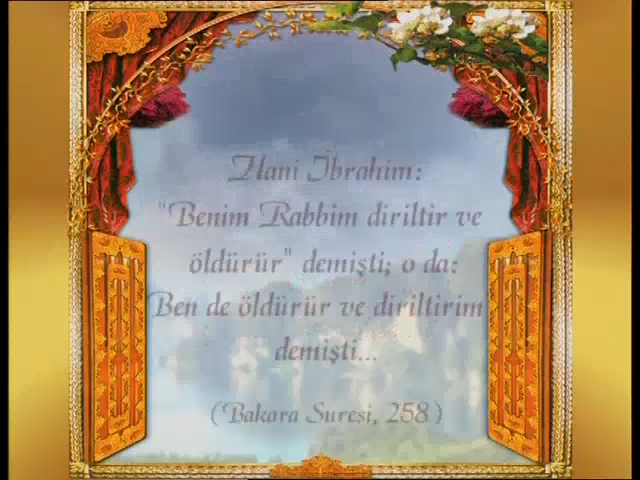 Hani İbrahim:
"Benim Rabbim diriltir ve
öldürür" demişti; o da:
Ben de öldürür ve diriltirim
demişti...
(Bakara Suresi, 258)